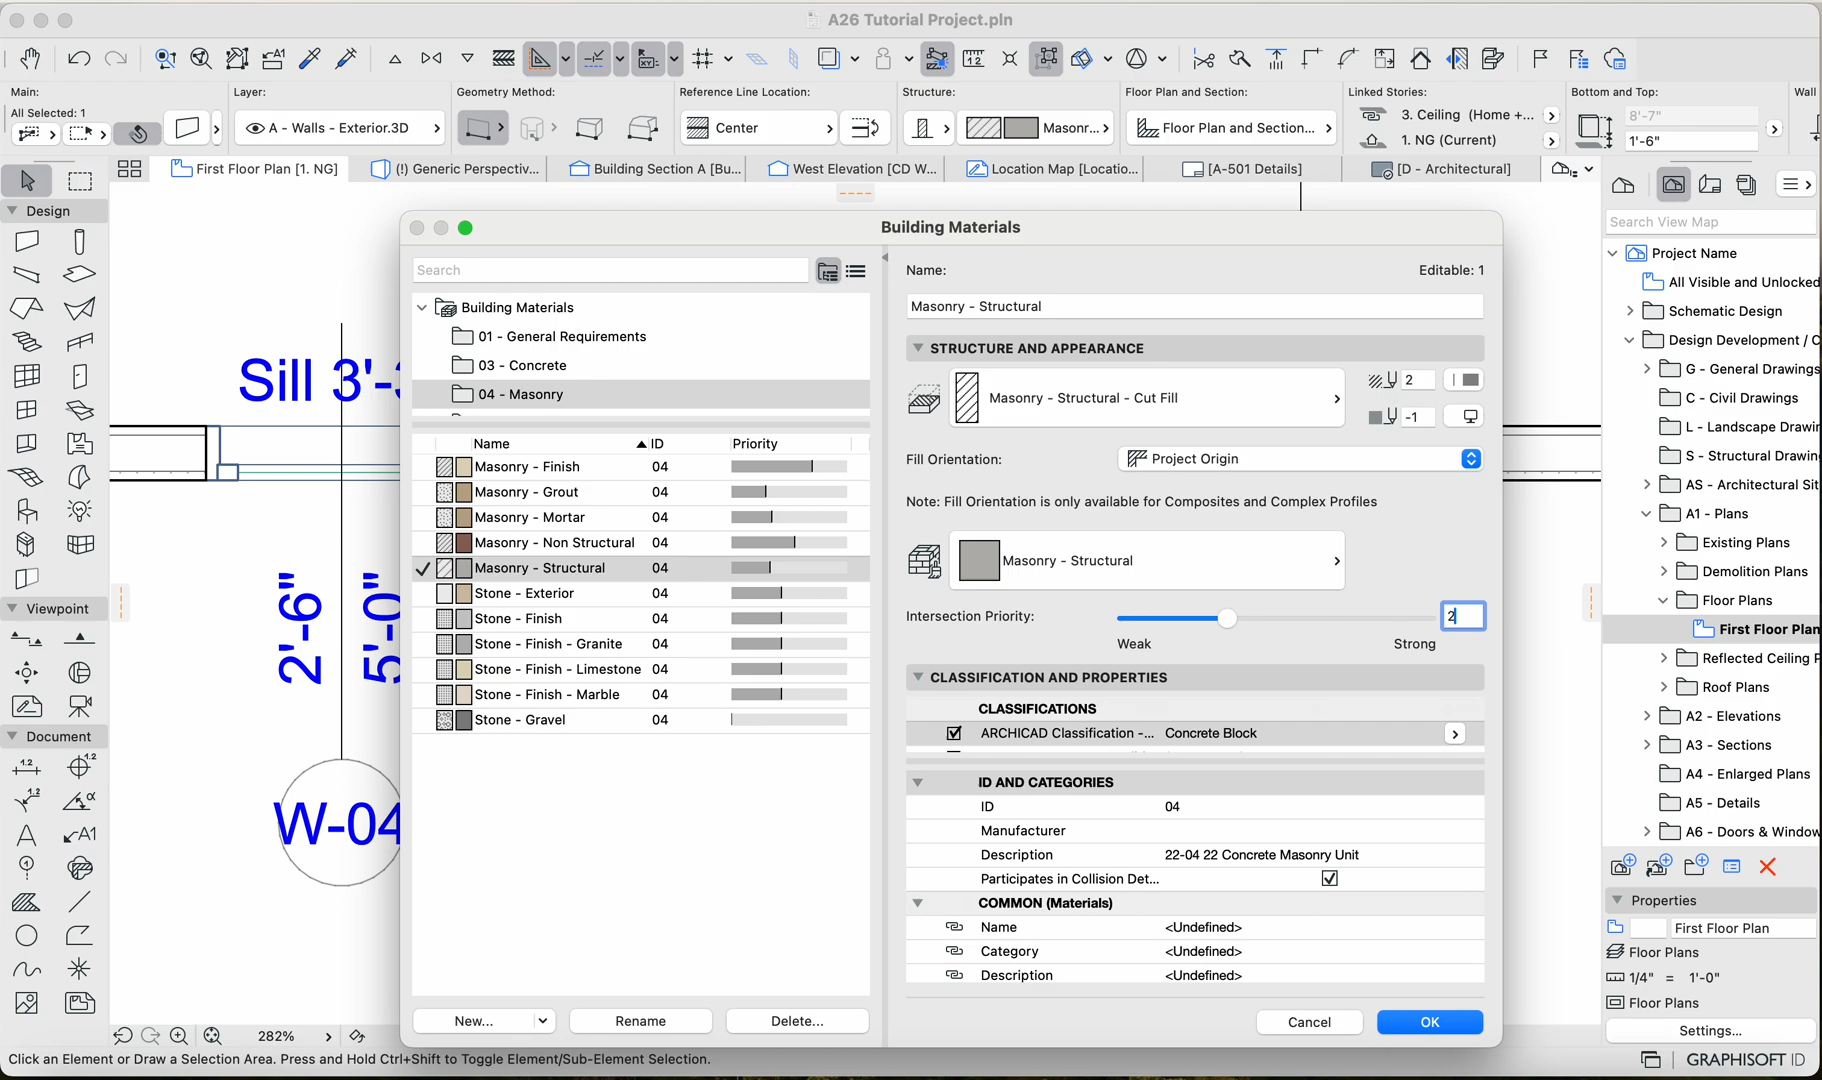 A26 Tutorial Project.pln
Main:
All Selected: 1
Layer:
A - Walls - Exterior.3D
Geometry Method:
Reference Line Location:
Center
Structure:
Masonr...
Floor Plan and Section:
Floor Plan and Section...
Linked Stories:
3. Ceiling (Home +...
1. NG (Current)
Bottom and Top:
8'-7"
1'-6"
Wall
First Floor Plan [1. NG]
(!) Generic Perspectiv...
Building Section A [Bu...
West Elevation [CD W...
Location Map [Locatio...
[A-501 Details]
[D - Architectural]
Design
Viewpoint
Document
Sill 3'-3
2'-6"
5'-0"
W-04
Building Materials
Search
Building Materials
01 - General Requirements
03 - Concrete
04 - Masonry
Name ID Priority
Masonry - Finish 04
Masonry - Grout 04
Masonry - Mortar 04
Masonry - Non Structural 04
Masonry - Structural 04
Stone - Exterior 04
Stone - Finish 04
Stone - Finish - Granite 04
Stone - Finish - Limestone 04
Stone - Finish - Marble 04
Stone - Gravel 04
New...
Rename
Delete...
Name:
Editable: 1
Masonry - Structural
STRUCTURE AND APPEARANCE
Masonry - Structural - Cut Fill
2
-1
Fill Orientation:
Project Origin
Note: Fill Orientation is only available for Composites and Complex Profiles
Masonry - Structural
Intersection Priority:
2
Weak
Strong
CLASSIFICATION AND PROPERTIES
CLASSIFICATIONS
ARCHICAD Classification -... Concrete Block
ID AND CATEGORIES
ID 04
Manufacturer
Description 22-04 22 Concrete Masonry Unit
Participates in Collision Det...
COMMON (Materials)
Name <Undefined>
Category <Undefined>
Description <Undefined>
Cancel
OK
Search View Map
Project Name
All Visible and Unlocked
Schematic Design
Design Development / C
G - General Drawings
C - Civil Drawings
L - Landscape Drawin
S - Structural Drawin
AS - Architectural Sit
A1 - Plans
Existing Plans
Demolition Plans
Floor Plans
First Floor Plan
Reflected Ceiling P
Roof Plans
A2 - Elevations
A3 - Sections
A4 - Enlarged Plans
A5 - Details
A6 - Doors & Window
Properties
First Floor Plan
Floor Plans
1/4" = 1'-0"
Floor Plans
Settings...
282%
Click an Element or Draw a Selection Area. Press and Hold Ctrl+Shift to Toggle Element/Sub-Element Selection.
GRAPHISOFT ID